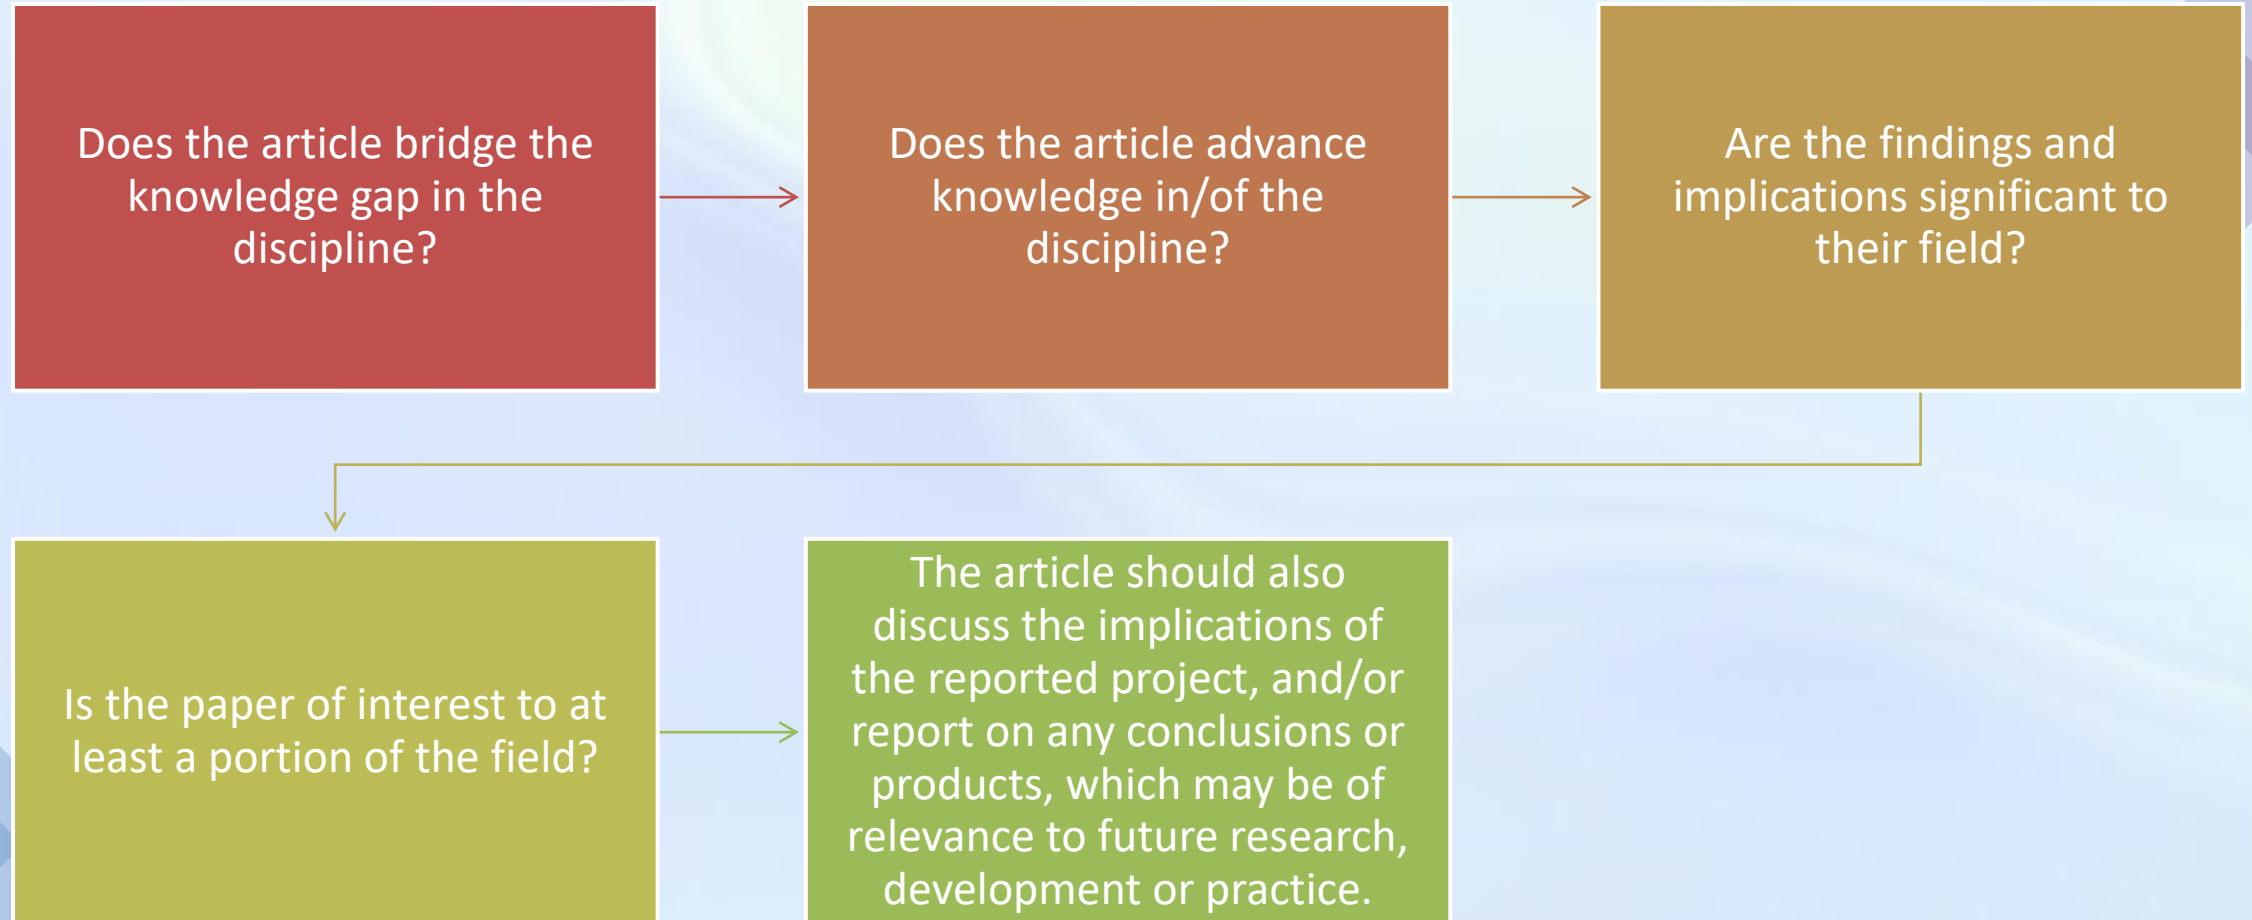 Does the article bridge the
knowledge gap in the
discipline?
Does the article advance
knowledge in/of the
discipline?
Are the findings and
implications significant to
their field?
Is the paper of interest to at
least a portion of the field?
The article should also
discuss the implications of
the reported project, and/or
report on any conclusions or
products, which may be of
relevance to future research,
development or practice.